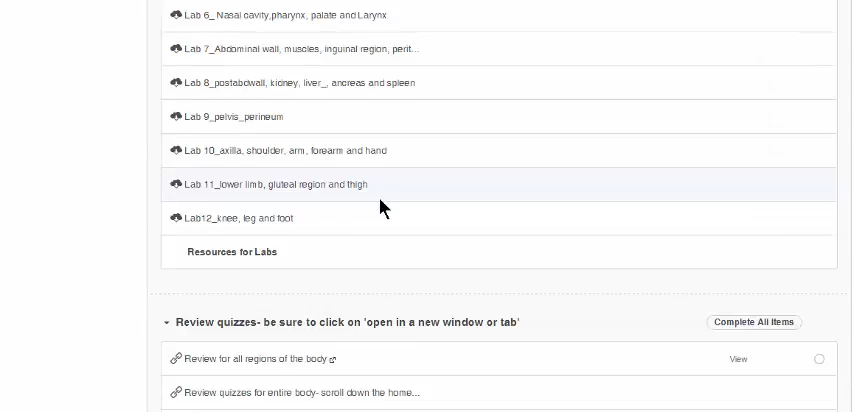 Lab 6_ Nasal cavity,pharynx, palate and Larynx
Lab 7_Abdominal wall, muscles, inguinal region, perit...
Lab 8_postabdwall, kidney, liver_, ancreas and spleen
Lab 9_pelvis_perineum
Lab 10_axilla, shoulder, arm, forearm and hand
Lab 11_lower limb, gluteal region and thigh
Lab12_knee, leg and foot
Resources for Labs
Review quizzes- be sure to click on 'open in a new window or tab'
Complete All Items
Review for all regions of the body
View
Review quizzes for entire body- scroll down the home...